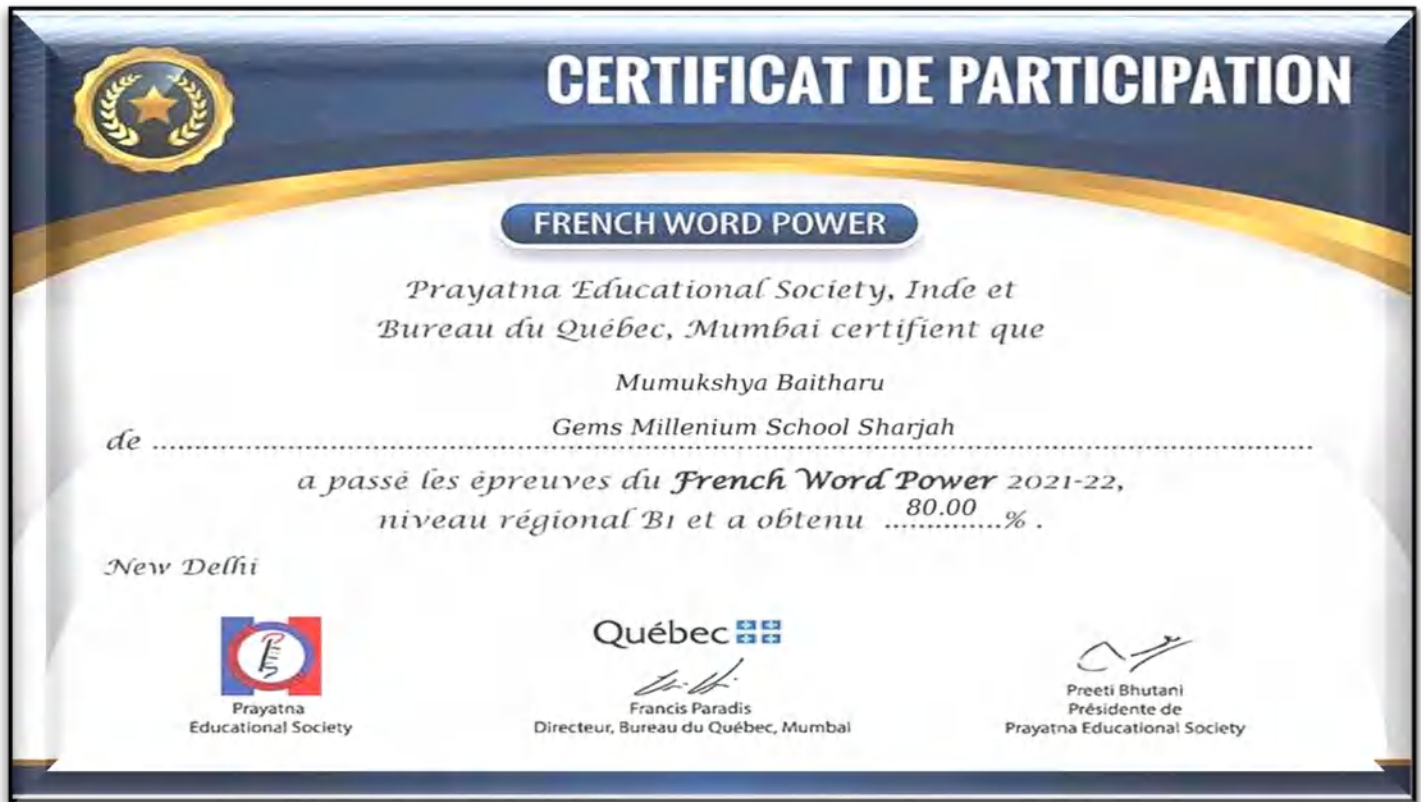 CERTIFICAT DE PARTICIPATION
FRENCH WORD POWER
Prayatna Educational Society, Inde et
Bureau du Québec, Mumbai certifient que
Mumukshya Baitharu
de ........ Gems Millenium School Sharjah ........
a passé les épreuves du French Word Power 2021-22,
niveau régional B1 et a obtenu ...80.00...% .
New Delhi
Prayatna
Educational Society
Québec
Francis Paradis
Directeur, Bureau du Québec, Mumbai
Preeti Bhutani
Présidente de
Prayatna Educational Society